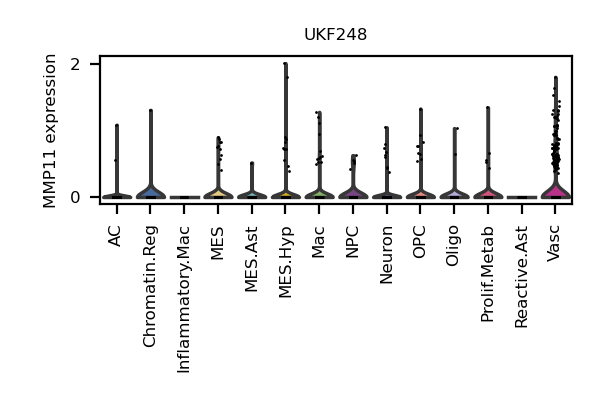 UKF248
MMP11 expression
2
0
AC
Chromatin.Reg
Inflammatory.Mac
MES
MES.Ast
MES.Hyp
Mac
NPC
Neuron
OPC
Oligo
Prolif.Metab
Reactive.Ast
Vasc